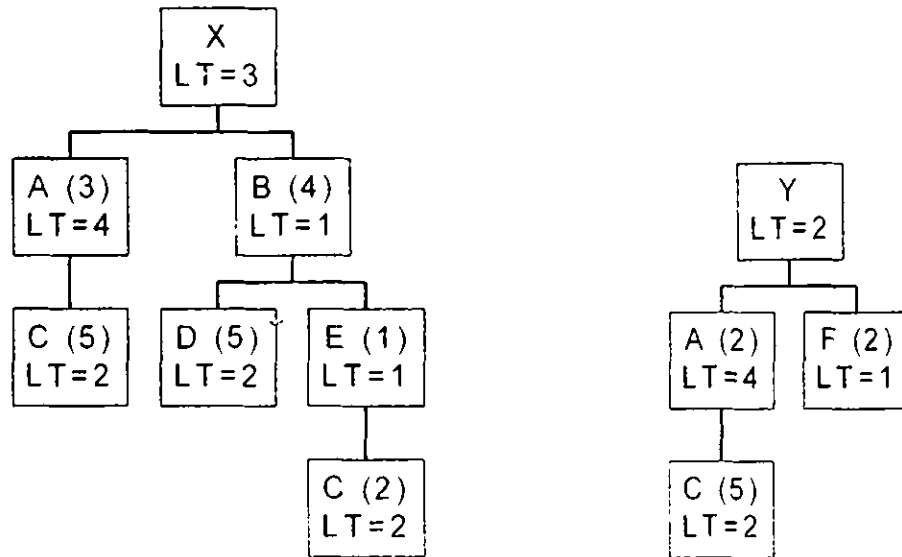 X
LT=3
A (3)
LT=4
B (4)
LT=1
Y
LT=2
C (5)
LT=2
D (5)
LT=2
E (1)
LT=1
A (2)
LT=4
F (2)
LT=1
C (2)
LT=2
C (5)
LT=2